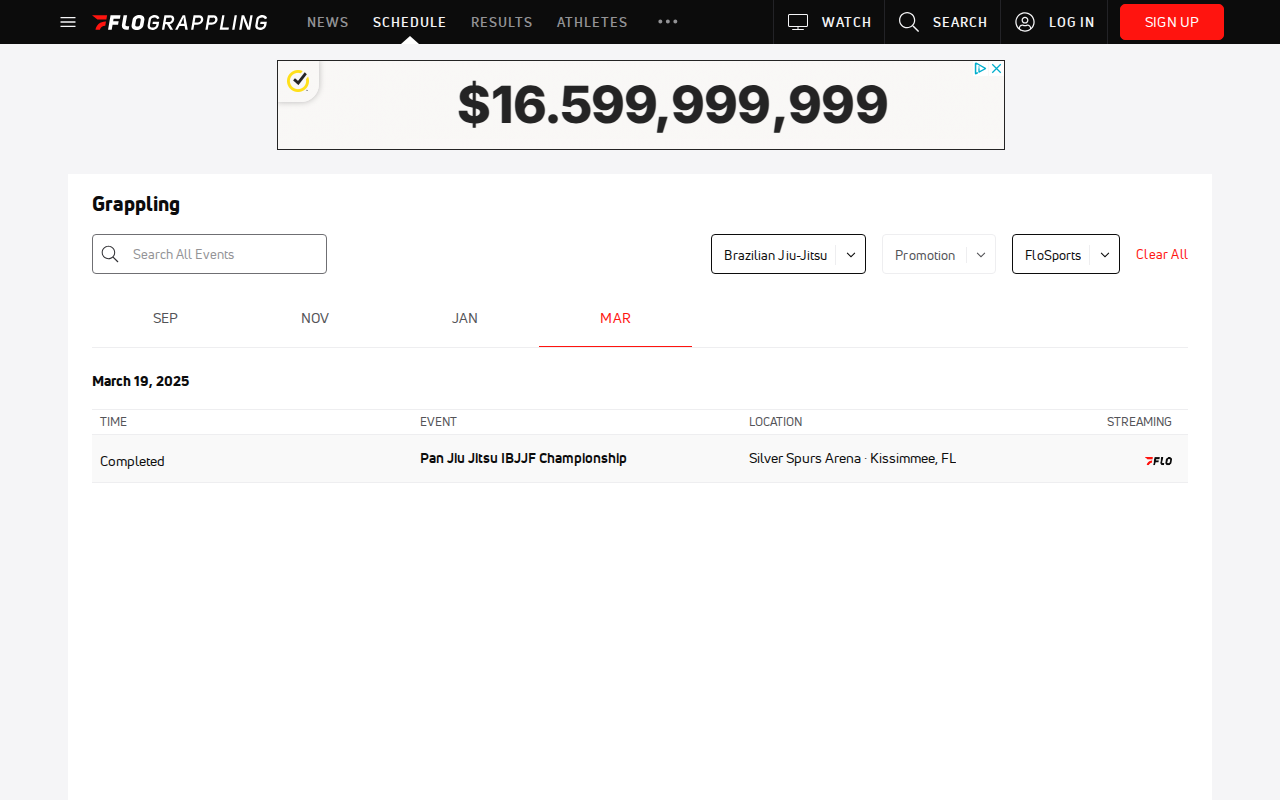 FLOGRAPPLING NEWS SCHEDULE RESULTS ATHLETES ••• WATCH SEARCH LOG IN SIGN UP
$16.599,999,999
Grappling
Search All Events Brazilian Jiu-Jitsu Promotion FloSports Clear All
SEP NOV JAN MAR
March 19, 2025
TIME EVENT LOCATION STREAMING
Completed Pan Jiu Jitsu IBJJF Championship Silver Spurs Arena · Kissimmee, FL FLO